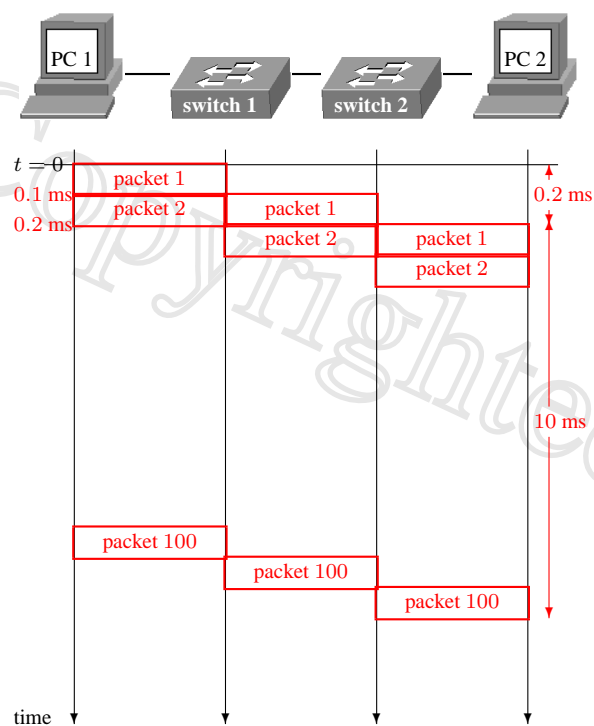 PC 1
PC 2
switch 1
switch 2
t = 0
packet 1
0.1 ms
0.2 ms
packet 2
packet 1
0.2 ms
packet 2
packet 1
packet 2
10 ms
packet 100
packet 100
packet 100
time
Copyrighted